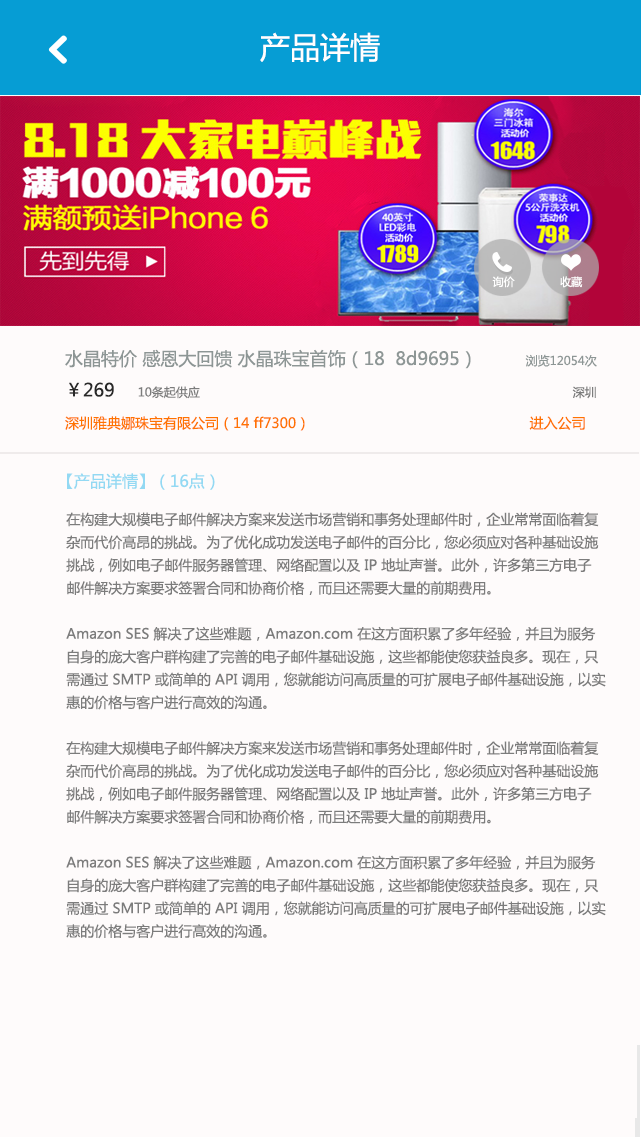 产品详情
8.18 大家电巅峰战
满1000减100元
满额预送iPhone 6
先到先得
海尔
三门冰箱
活动价
1648
荣事达
5公斤洗衣机
活动价
798
40英寸
LED彩电
活动价
1789
询价
收藏
水晶特价 感恩大回馈 水晶珠宝首饰（18 8d9695）
浏览12054次
￥269
10条起供应
深圳
深圳雅典娜珠宝有限公司（14 ff7300）
进入公司
【产品详情】（16点）
在构建大规模电子邮件解决方案来发送市场营销和事务处理邮件时，企业常常面临着复
杂而代价高昂的挑战。为了优化成功发送电子邮件的百分比，您必须应对各种基础设施
挑战，例如电子邮件服务器管理、网络配置以及 IP 地址声誉。此外，许多第三方电子
邮件解决方案要求签署合同和协商价格，而且还需要大量的前期费用。
Amazon SES 解决了这些难题，Amazon.com 在这方面积累了多年经验，并且为服务
自身的庞大客户群构建了完善的电子邮件基础设施，这些都能使您获益良多。现在，只
需通过 SMTP 或简单的 API 调用，您就能访问高质量的可扩展电子邮件基础设施，以实
惠的价格与客户进行高效的沟通。
在构建大规模电子邮件解决方案来发送市场营销和事务处理邮件时，企业常常面临着复
杂而代价高昂的挑战。为了优化成功发送电子邮件的百分比，您必须应对各种基础设施
挑战，例如电子邮件服务器管理、网络配置以及 IP 地址声誉。此外，许多第三方电子
邮件解决方案要求签署合同和协商价格，而且还需要大量的前期费用。
Amazon SES 解决了这些难题，Amazon.com 在这方面积累了多年经验，并且为服务
自身的庞大客户群构建了完善的电子邮件基础设施，这些都能使您获益良多。现在，只
需通过 SMTP 或简单的 API 调用，您就能访问高质量的可扩展电子邮件基础设施，以实
惠的价格与客户进行高效的沟通。